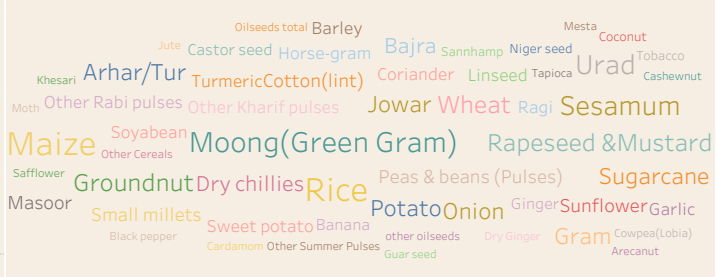 Oilseeds total Barley Mesta
Coconut
Jute Castor seed Horse-gram Bajra Sannhamp Niger seed Tobacco
Khesari Arhar/Tur Turmeric Cotton(lint) Coriander Linseed Tapioca Urad Cashewnut
Moth Other Rabi pulses Other Kharif pulses Jowar Wheat Ragi Sesamum
Maize Soyabean Moong(Green Gram) Rapeseed &Mustard
Other Cereals
Safflower Groundnut Dry chillies Rice Peas & beans (Pulses) Sugarcane
Masoor Small millets Potato Onion Ginger Sunflower Garlic
Sweet potato Banana
Black pepper other oilseeds Dry Ginger Gram Cowpea(Lobia)
Cardamom Other Summer Pulses Guar seed Arecanut